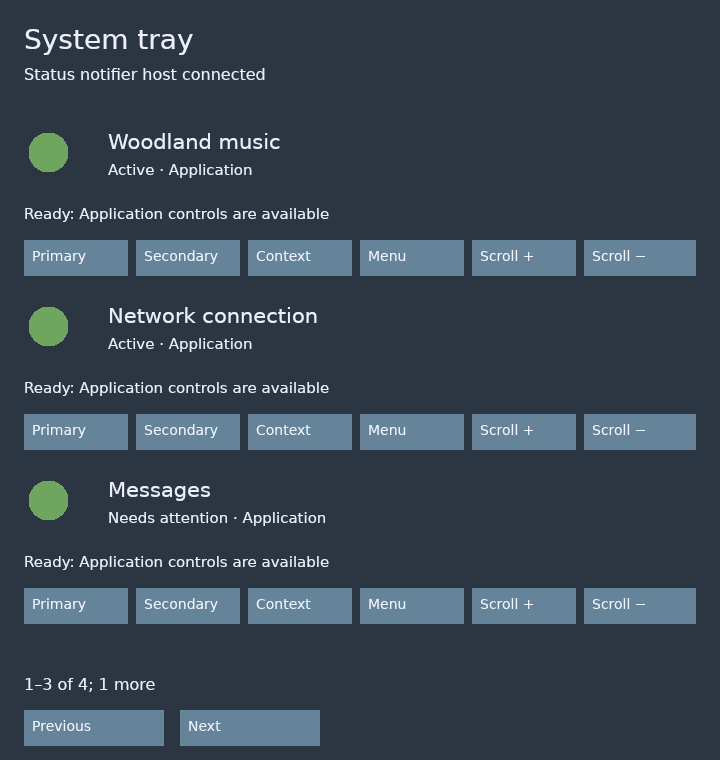 System tray
Status notifier host connected
Woodland music
Active · Application
Ready: Application controls are available
Primary Secondary Context Menu Scroll + Scroll −
Network connection
Active · Application
Ready: Application controls are available
Primary Secondary Context Menu Scroll + Scroll −
Messages
Needs attention · Application
Ready: Application controls are available
Primary Secondary Context Menu Scroll + Scroll −
1–3 of 4; 1 more
Previous Next